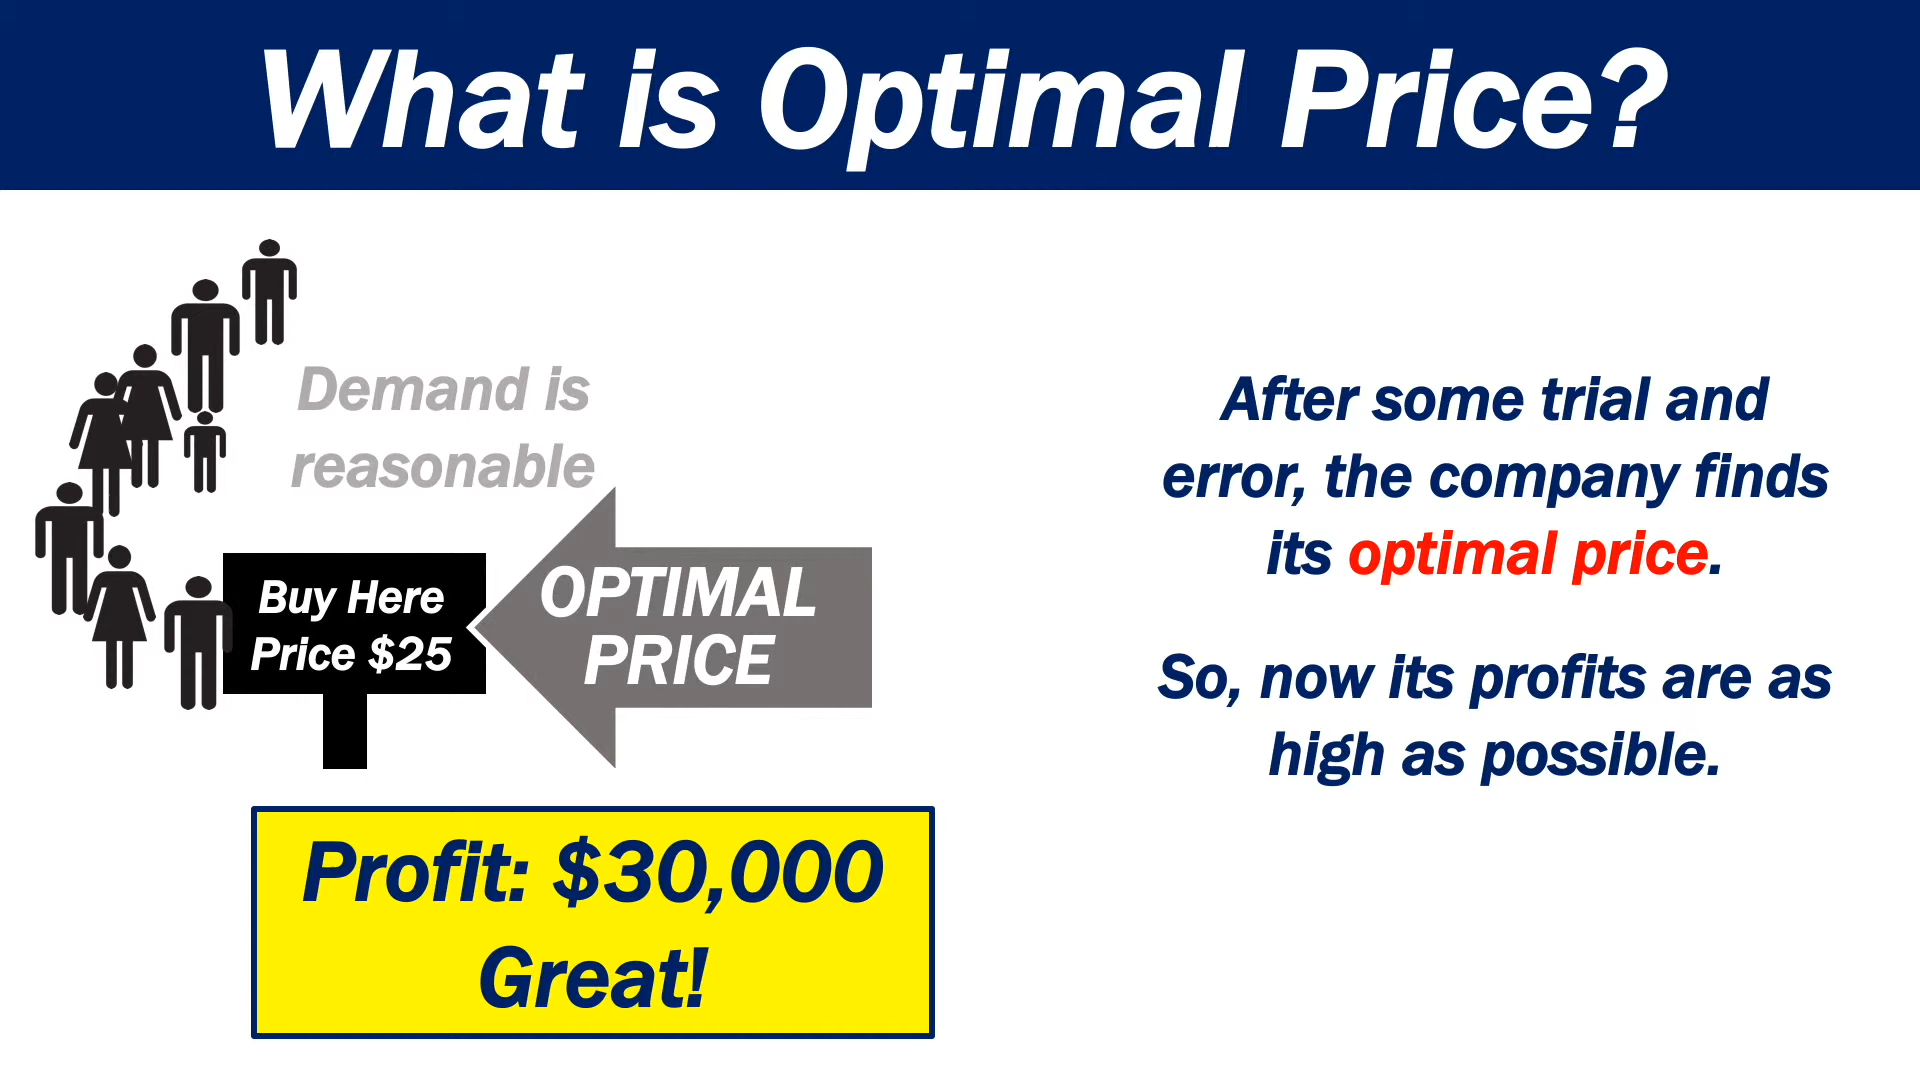 What is Optimal Price?
Demand is
reasonable
Buy Here
Price $25
OPTIMAL
PRICE
Profit: $30,000
Great!
After some trial and
error, the company finds
its optimal price.
So, now its profits are as
high as possible.